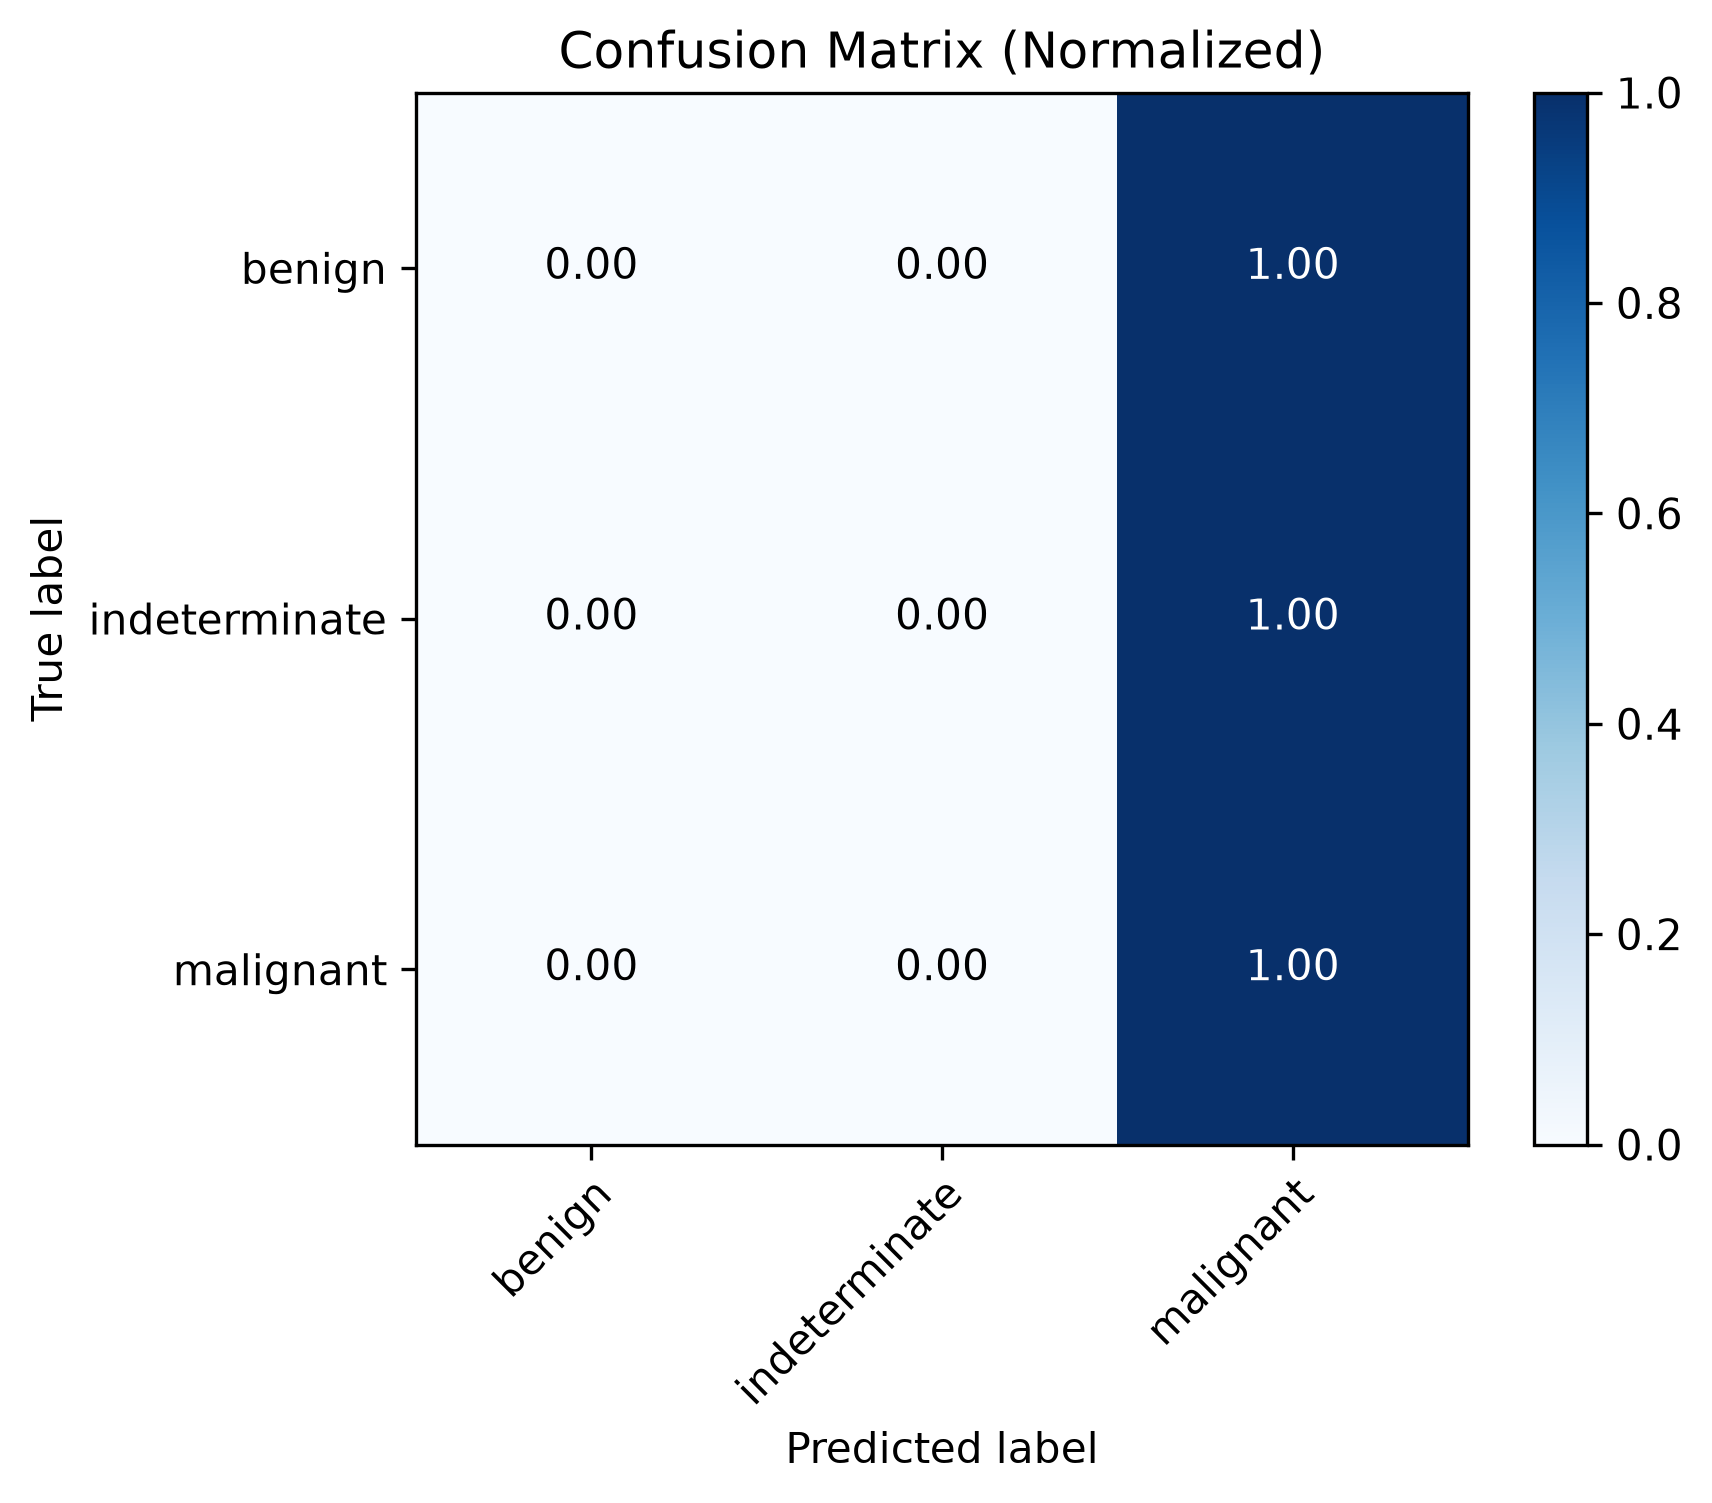 Confusion Matrix (Normalized)
True label
benign
indeterminate
malignant
0.00 0.00 1.00
0.00 0.00 1.00
0.00 0.00 1.00
benign
indeterminate
malignant
Predicted label
1.0
0.8
0.6
0.4
0.2
0.0